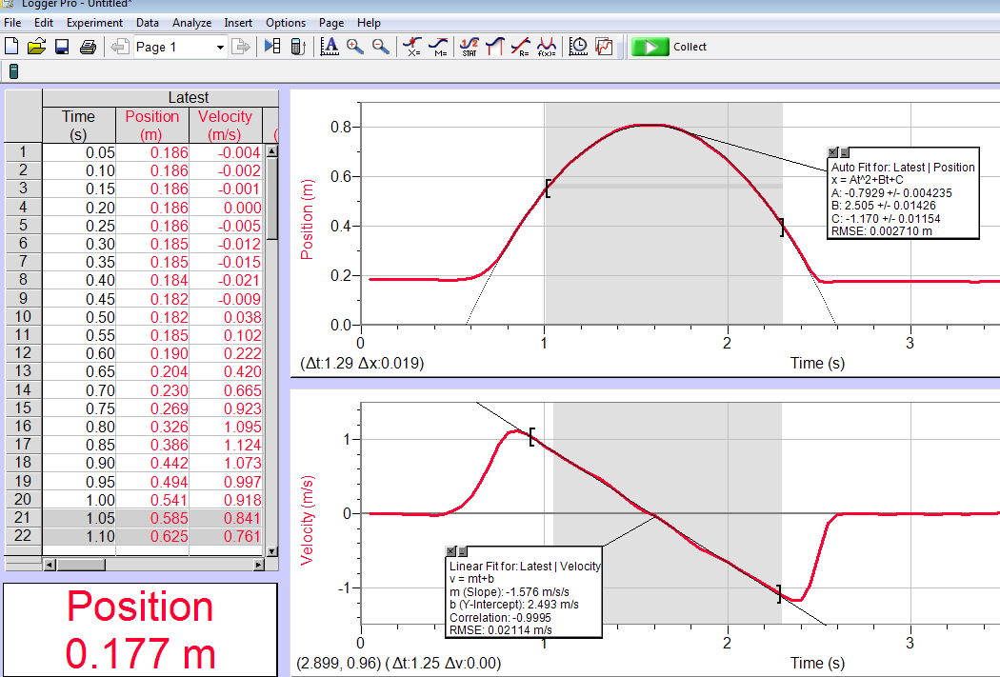 Logger Pro - Untitled*
File Edit Experiment Data Analyze Insert Options Page Help
Page 1
X= M= STAT R= f(x)=
Collect
Latest
Time Position Velocity
(s) (m) (m/s) (
1 0.05 0.186 -0.004
2 0.10 0.186 -0.002
3 0.15 0.186 -0.001
4 0.20 0.186 0.000
5 0.25 0.186 -0.005
6 0.30 0.185 -0.012
7 0.35 0.185 -0.015
8 0.40 0.184 -0.021
9 0.45 0.182 -0.009
10 0.50 0.182 0.038
11 0.55 0.185 0.102
12 0.60 0.190 0.222
13 0.65 0.204 0.420
14 0.70 0.230 0.665
15 0.75 0.269 0.923
16 0.80 0.326 1.095
17 0.85 0.386 1.124
18 0.90 0.442 1.073
19 0.95 0.494 0.997
20 1.00 0.541 0.918
21 1.05 0.585 0.841
22 1.10 0.625 0.761
Position
0.177 m
Position (m)
0.8
0.6
0.4
0.2
0.0
0 1 2 3
(Δt:1.29 Δx:0.019)
Time (s)
Auto Fit for: Latest | Position
x = At^2+Bt+C
A: -0.7929 +/- 0.004235
B: 2.505 +/- 0.01426
C: -1.170 +/- 0.01154
RMSE: 0.002710 m
Velocity (m/s)
1
0
-1
Linear Fit for: Latest | Velocity
v = mt+b
m (Slope): -1.576 m/s/s
b (Y-Intercept): 2.493 m/s
Correlation: -0.9995
RMSE: 0.02114 m/s
0 1 2 3
(2.899, 0.96) (Δt:1.25 Δv:0.00)
Time (s)